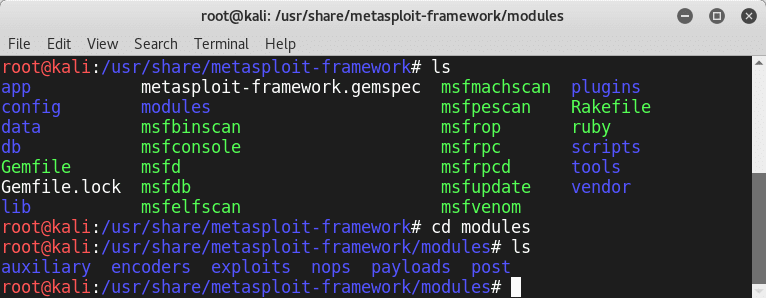 root@kali: /usr/share/metasploit-framework/modules
File Edit View Search Terminal Help
root@kali:/usr/share/metasploit-framework# ls
app metasploit-framework.gemspec msfmachscan plugins
config modules msfpescan Rakefile
data msfbinscan msfrop ruby
db msfconsole msfrpc scripts
Gemfile msfd msfrpcd tools
Gemfile.lock msfdb msfupdate vendor
lib msfelfscan msfvenom
root@kali:/usr/share/metasploit-framework# cd modules
root@kali:/usr/share/metasploit-framework/modules# ls
auxiliary encoders exploits nops payloads post
root@kali:/usr/share/metasploit-framework/modules#